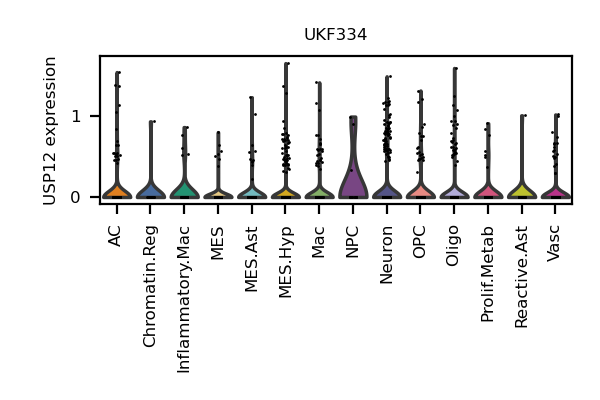 UKF334
USP12 expression
1
0
AC
Chromatin.Reg
Inflammatory.Mac
MES
MES.Ast
MES.Hyp
Mac
NPC
Neuron
OPC
Oligo
Prolif.Metab
Reactive.Ast
Vasc